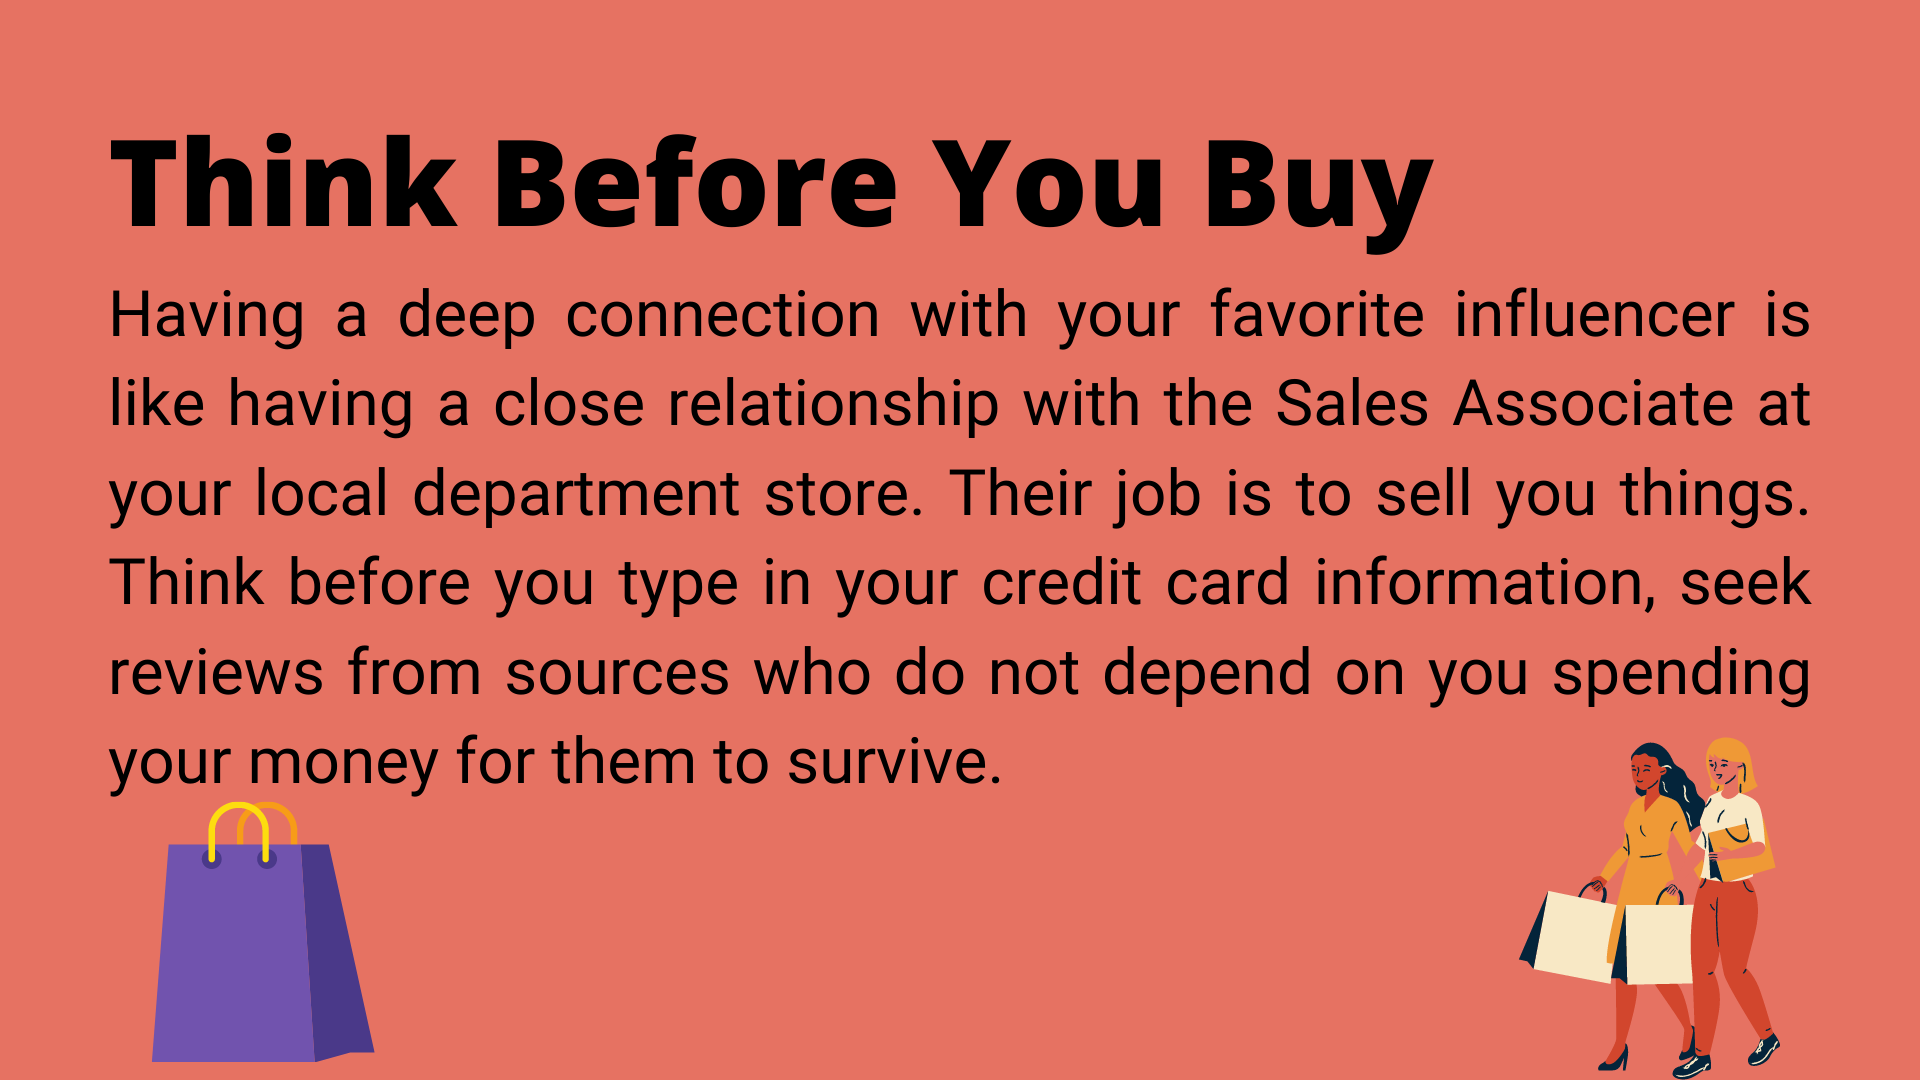 Think Before You Buy
Having a deep connection with your favorite influencer is
like having a close relationship with the Sales Associate at
your local department store. Their job is to sell you things.
Think before you type in your credit card information, seek
reviews from sources who do not depend on you spending
your money for them to survive.